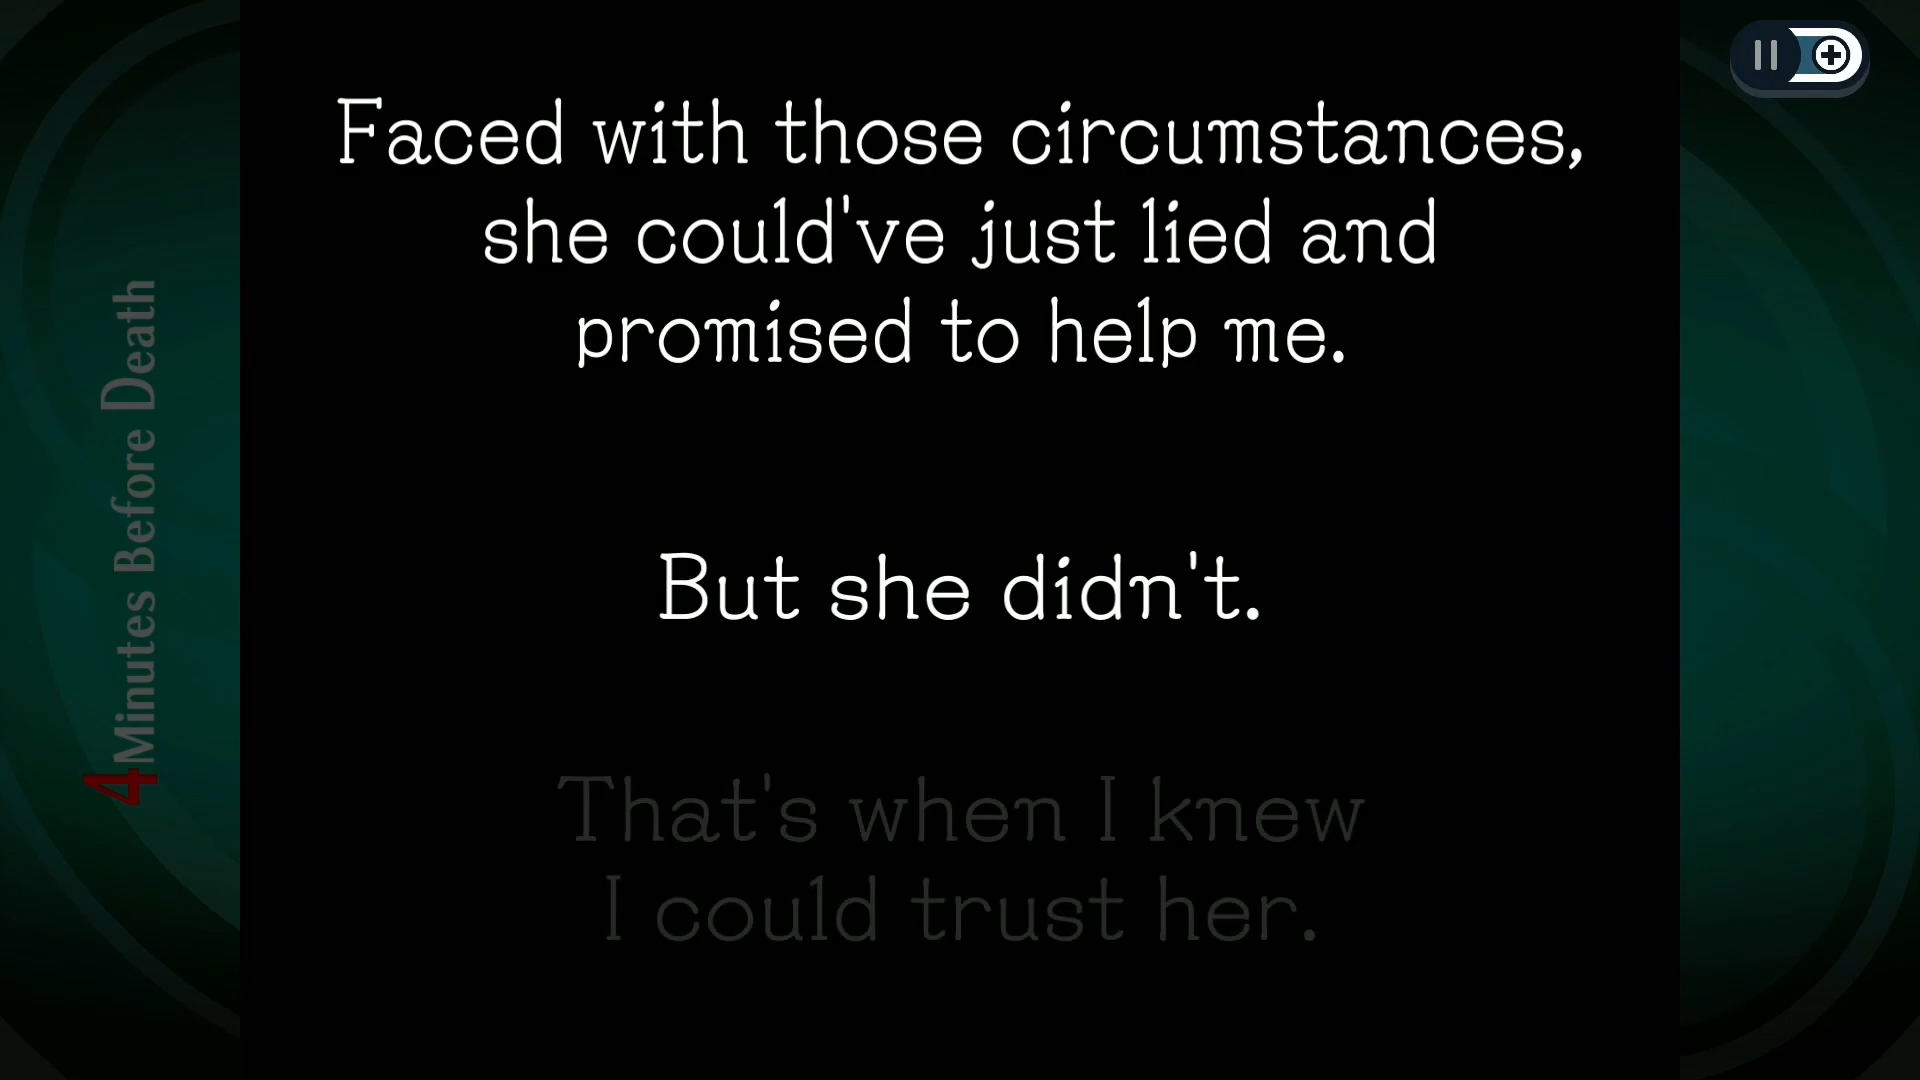 Faced with those circumstances,
she could've just lied and
promised to help me.
But she didn't.
That's when I knew
I could trust her.
4 Minutes Before Death